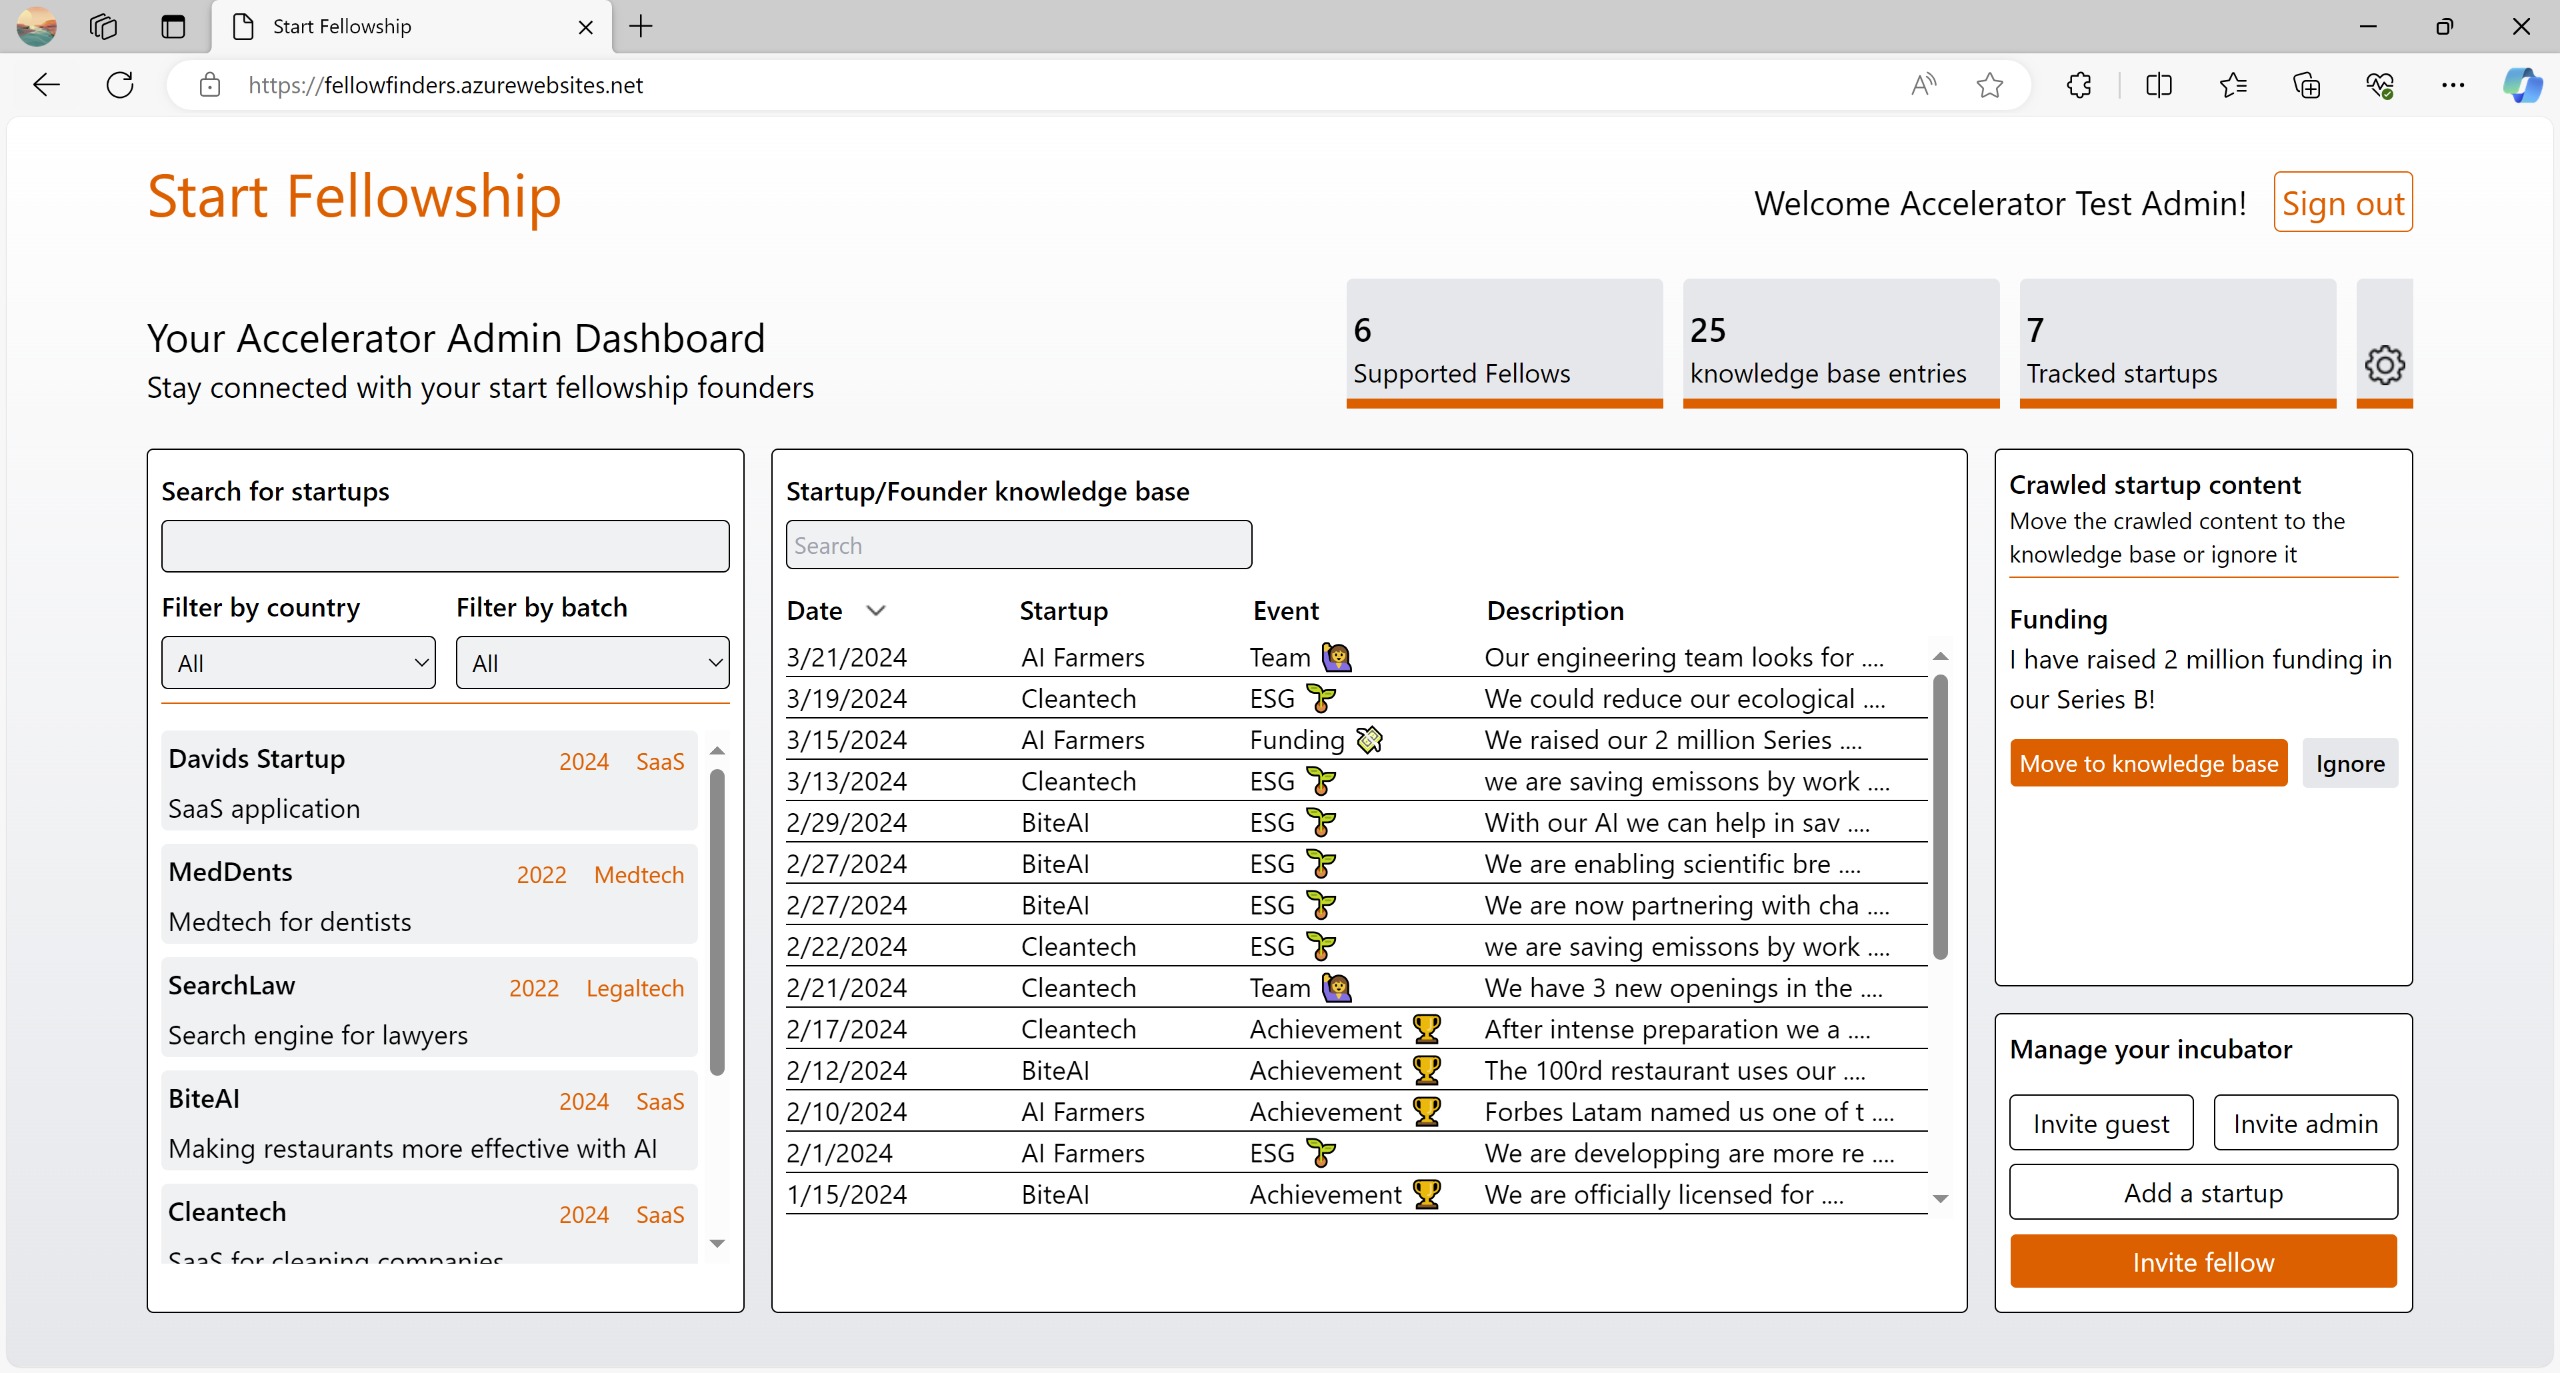 Start Fellowship
https://fellowfinders.azurewebsites.net
Start Fellowship
Welcome Accelerator Test Admin!
Sign out
Your Accelerator Admin Dashboard
Stay connected with your start fellowship founders
6
Supported Fellows
25
knowledge base entries
7
Tracked startups
Search for startups
Filter by country
Filter by batch
All
All
Davids Startup 2024 SaaS
SaaS application
MedDents 2022 Medtech
Medtech for dentists
SearchLaw 2022 Legaltech
Search engine for lawyers
BiteAI 2024 SaaS
Making restaurants more effective with AI
Cleantech 2024 SaaS
SaaS for cleaning companies
Startup/Founder knowledge base
Search
Date Startup Event Description
3/21/2024 AI Farmers Team Our engineering team looks for ....
3/19/2024 Cleantech ESG We could reduce our ecological ....
3/15/2024 AI Farmers Funding We raised our 2 million Series ....
3/13/2024 Cleantech ESG we are saving emissons by work ....
2/29/2024 BiteAI ESG With our AI we can help in sav ....
2/27/2024 BiteAI ESG We are enabling scientific bre ....
2/27/2024 BiteAI ESG We are now partnering with cha ....
2/22/2024 Cleantech ESG we are saving emissons by work ....
2/21/2024 Cleantech Team We have 3 new openings in the ....
2/17/2024 Cleantech Achievement After intense preparation we a ....
2/12/2024 BiteAI Achievement The 100rd restaurant uses our ....
2/10/2024 AI Farmers Achievement Forbes Latam named us one of t ....
2/1/2024 AI Farmers ESG We are developping are more re ....
1/15/2024 BiteAI Achievement We are officially licensed for ....
Crawled startup content
Move the crawled content to the
knowledge base or ignore it
Funding
I have raised 2 million funding in
our Series B!
Move to knowledge base
Ignore
Manage your incubator
Invite guest
Invite admin
Add a startup
Invite fellow